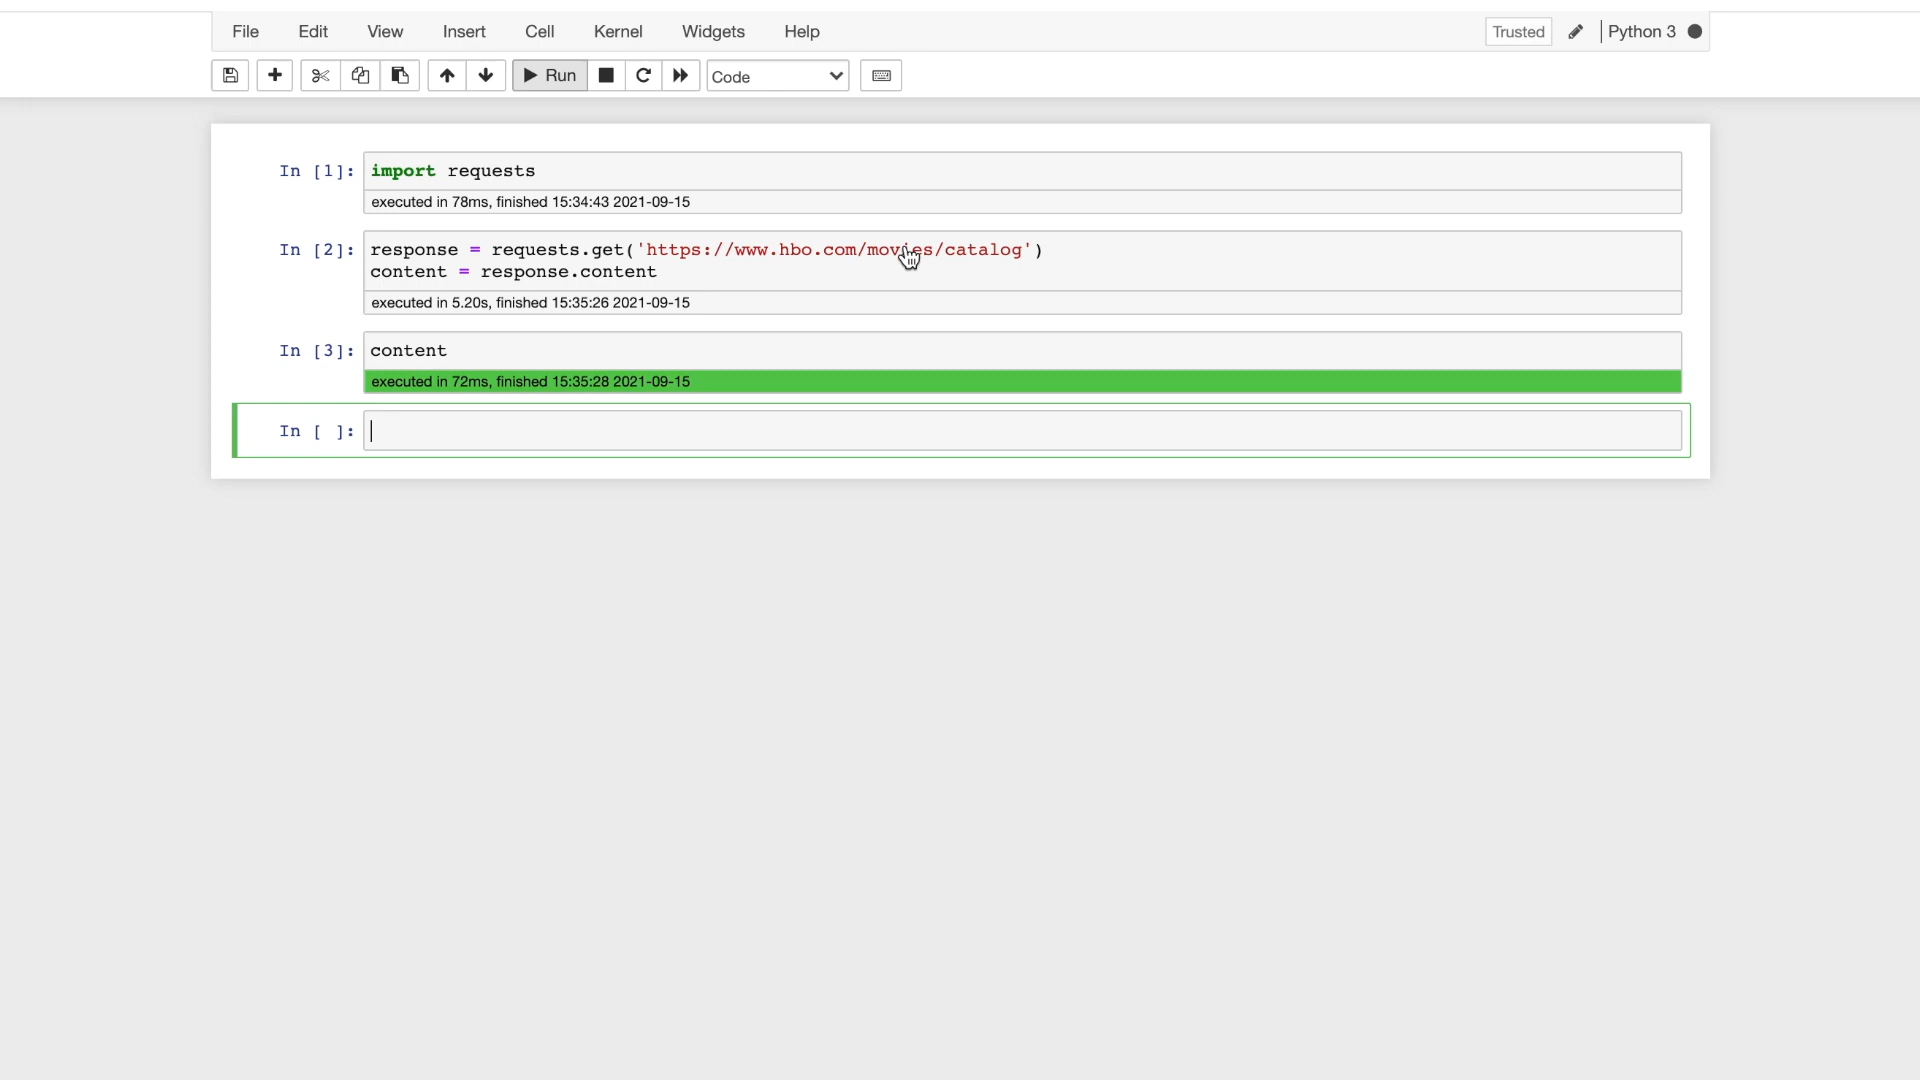 File Edit View Insert Cell Kernel Widgets Help Trusted Python 3
Run Code
In [1]: import requests
executed in 78ms, finished 15:34:43 2021-09-15
In [2]: response = requests.get('https://www.hbo.com/movies/catalog')
content = response.content
executed in 5.20s, finished 15:35:26 2021-09-15
In [3]: content
executed in 72ms, finished 15:35:28 2021-09-15
In [ ]: